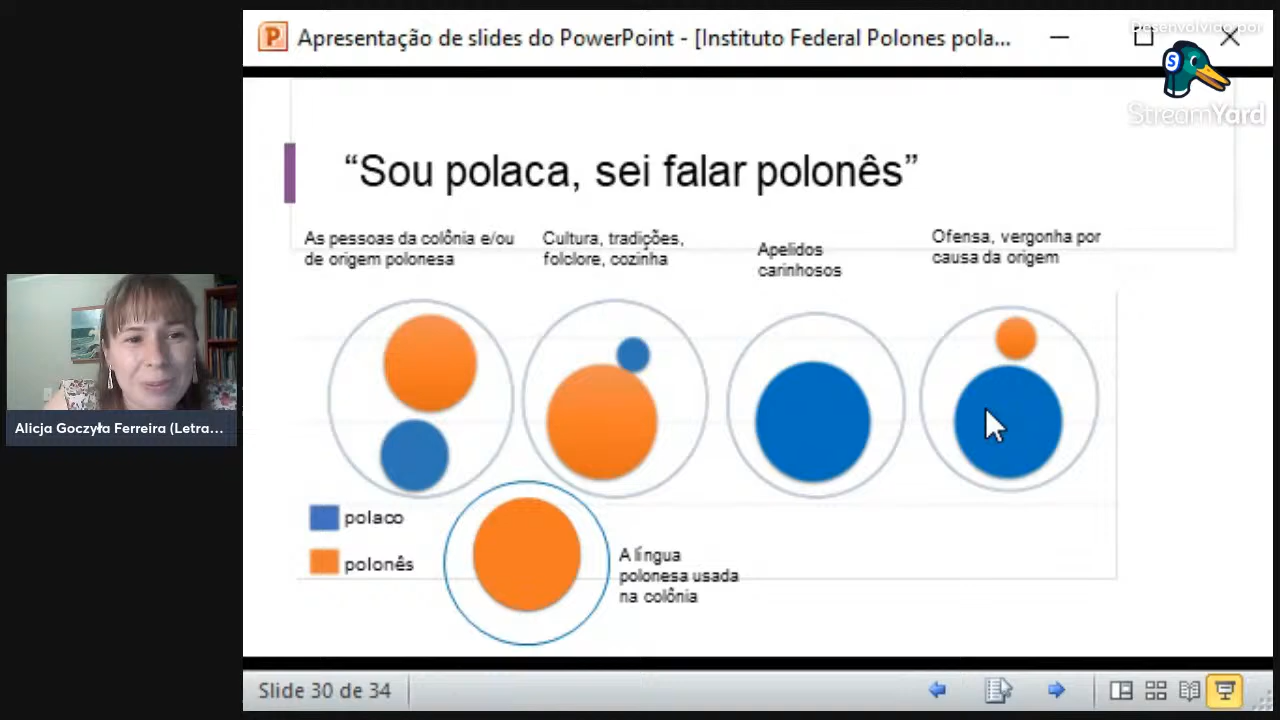 Apresentação de slides do PowerPoint - [Instituto Federal Polones pola...
Desenvolvido por
StreamYard
“Sou polaca, sei falar polonês”
As pessoas da colônia e/ou
de origem polonesa
Cultura, tradições,
folclore, cozinha
Apelidos
carinhosos
Ofensa, vergonha por
causa da origem
polaco
polonês
A língua
polonesa usada
na colônia
Alicja Goczyła Ferreira (Letra...
Slide 30 de 34